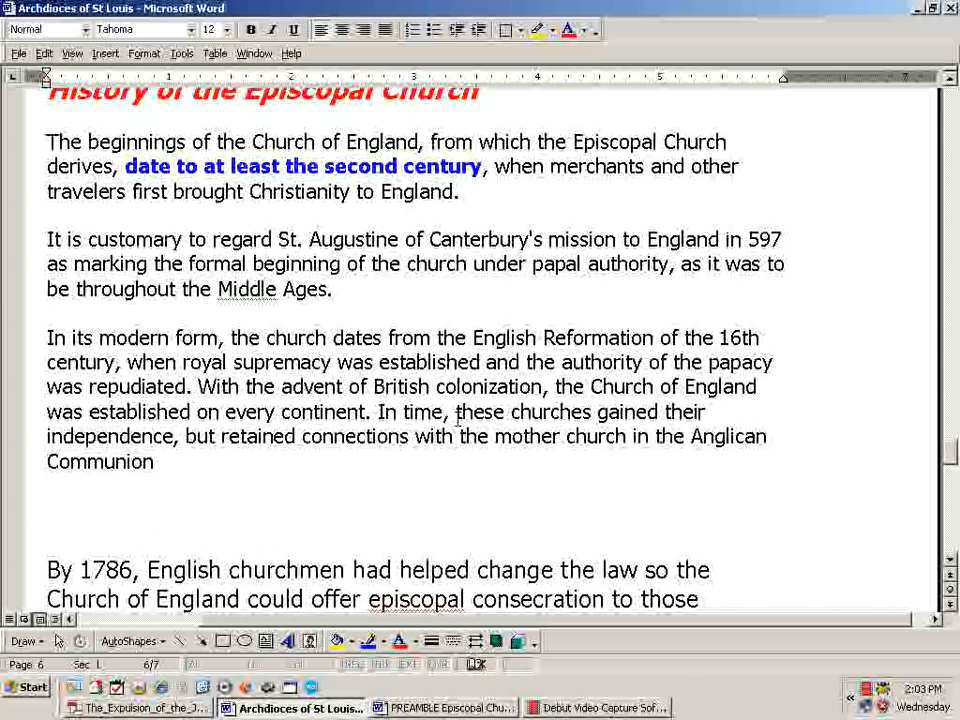 Archdioces of St Louis - Microsoft Word
Normal Tahoma 12 B I U A
File Edit View Insert Format Tools Table Window Help
1 2 3 4 5 7
History of the Episcopal Church
The beginnings of the Church of England, from which the Episcopal Church
derives, date to at least the second century, when merchants and other
travelers first brought Christianity to England.
It is customary to regard St. Augustine of Canterbury's mission to England in 597
as marking the formal beginning of the church under papal authority, as it was to
be throughout the Middle Ages.
In its modern form, the church dates from the English Reformation of the 16th
century, when royal supremacy was established and the authority of the papacy
was repudiated. With the advent of British colonization, the Church of England
was established on every continent. In time, these churches gained their
independence, but retained connections with the mother church in the Anglican
Communion
By 1786, English churchmen had helped change the law so the
Church of England could offer episcopal consecration to those
Draw AutoShapes A A
Page 6 Sec 1 6/7
Start 2:03 PM
The_Expulsion_of_the_J... Archdioces of St Louis... PREAMBLE Episcopal Chu... Debut Video Capture Sof... Wednesday